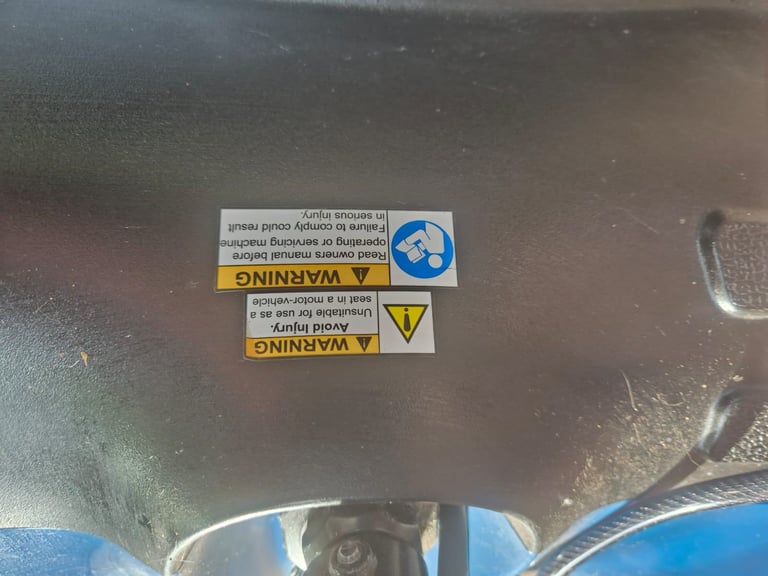 WARNING
Avoid Injury.
Unsuitable for use as a
seat in a motor-vehicle
WARNING
Read owners manual before
operating or servicing machine
Failure to comply could result
in serious injury.